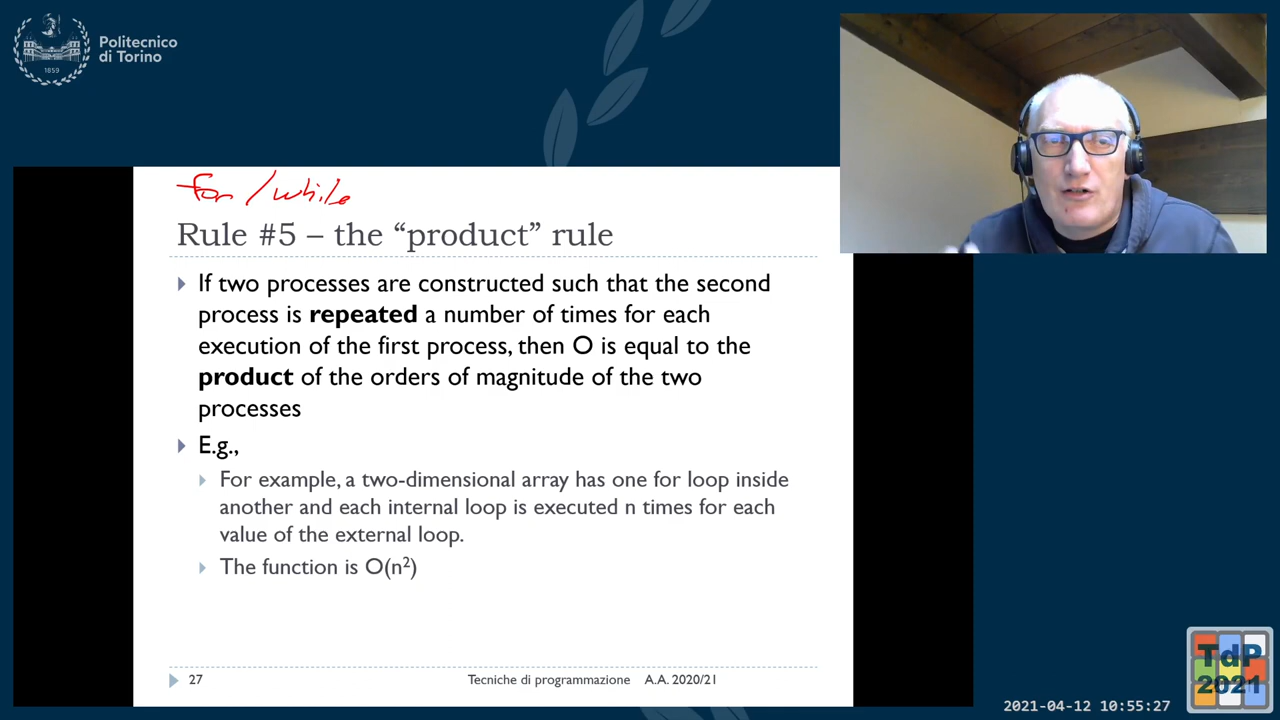 Politecnico
di Torino
1859
for/while
Rule #5 – the “product” rule
If two processes are constructed such that the second
process is repeated a number of times for each
execution of the first process, then O is equal to the
product of the orders of magnitude of the two
processes
E.g.,
For example, a two-dimensional array has one for loop inside
another and each internal loop is executed n times for each
value of the external loop.
The function is O(n²)
27 Tecniche di programmazione A.A. 2020/21
TdP
2021
2021-04-12 10:55:27